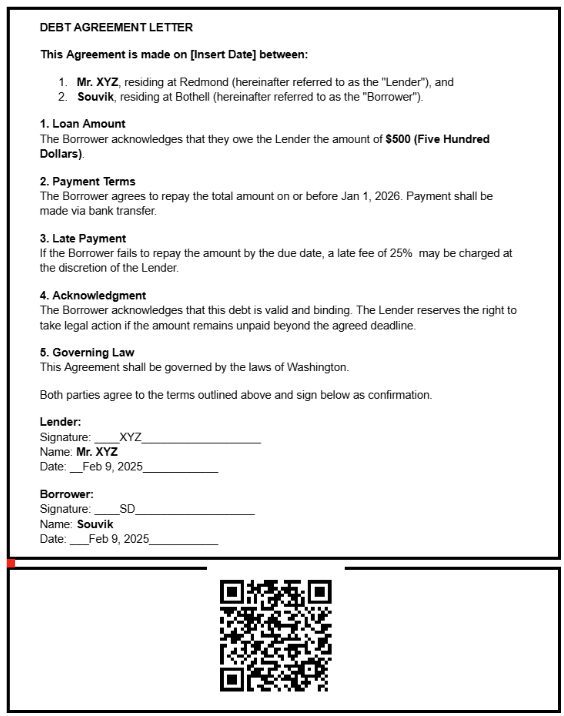 DEBT AGREEMENT LETTER
This Agreement is made on [Insert Date] between:
1. Mr. XYZ, residing at Redmond (hereinafter referred to as the "Lender"), and
2. Souvik, residing at Bothell (hereinafter referred to as the "Borrower").
1. Loan Amount
The Borrower acknowledges that they owe the Lender the amount of $500 (Five Hundred
Dollars).
2. Payment Terms
The Borrower agrees to repay the total amount on or before Jan 1, 2026. Payment shall be
made via bank transfer.
3. Late Payment
If the Borrower fails to repay the amount by the due date, a late fee of 25%  may be charged at
the discretion of the Lender.
4. Acknowledgment
The Borrower acknowledges that this debt is valid and binding. The Lender reserves the right to
take legal action if the amount remains unpaid beyond the agreed deadline.
5. Governing Law
This Agreement shall be governed by the laws of Washington.
Both parties agree to the terms outlined above and sign below as confirmation.
Lender:
Signature: ____XYZ___________________
Name: Mr. XYZ
Date: __Feb 9, 2025____________
Borrower:
Signature: ____SD___________________
Name: Souvik
Date: ___Feb 9, 2025___________